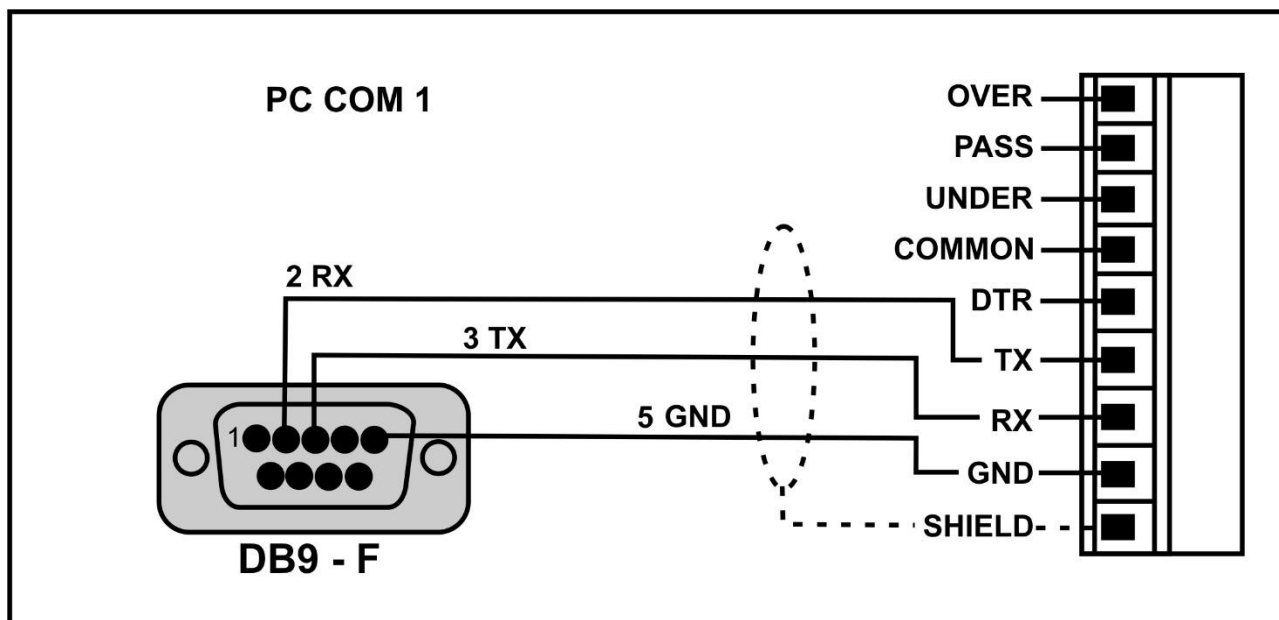 PC COM 1
OVER
PASS
UNDER
COMMON
2 RX
DTR
3 TX
TX
5 GND
RX
1
GND
SHIELD
DB9 - F